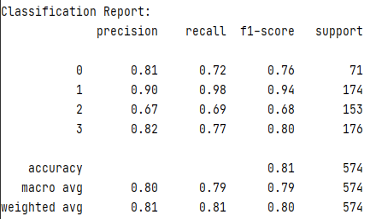 Classification Report:
precision recall f1-score support
0 0.81 0.72 0.76 71
1 0.90 0.98 0.94 174
2 0.67 0.69 0.68 153
3 0.82 0.77 0.80 176
accuracy 0.81 574
macro avg 0.80 0.79 0.79 574
weighted avg 0.81 0.81 0.80 574